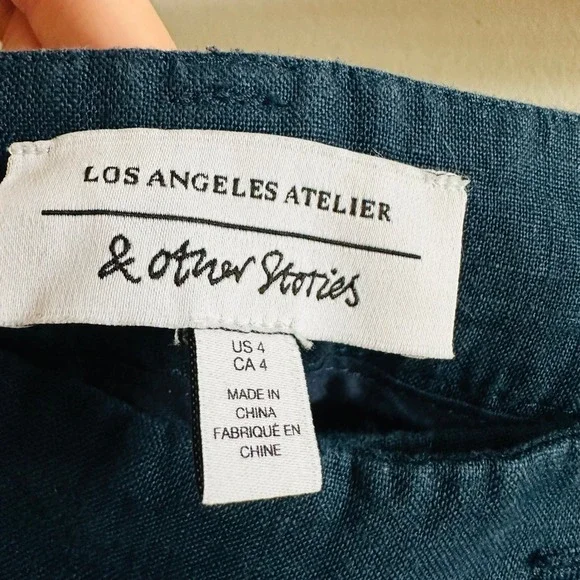 LOS ANGELES ATELIER
& other Stories
US 4
CA 4
MADE IN
CHINA
FABRIQUÉ EN
CHINE